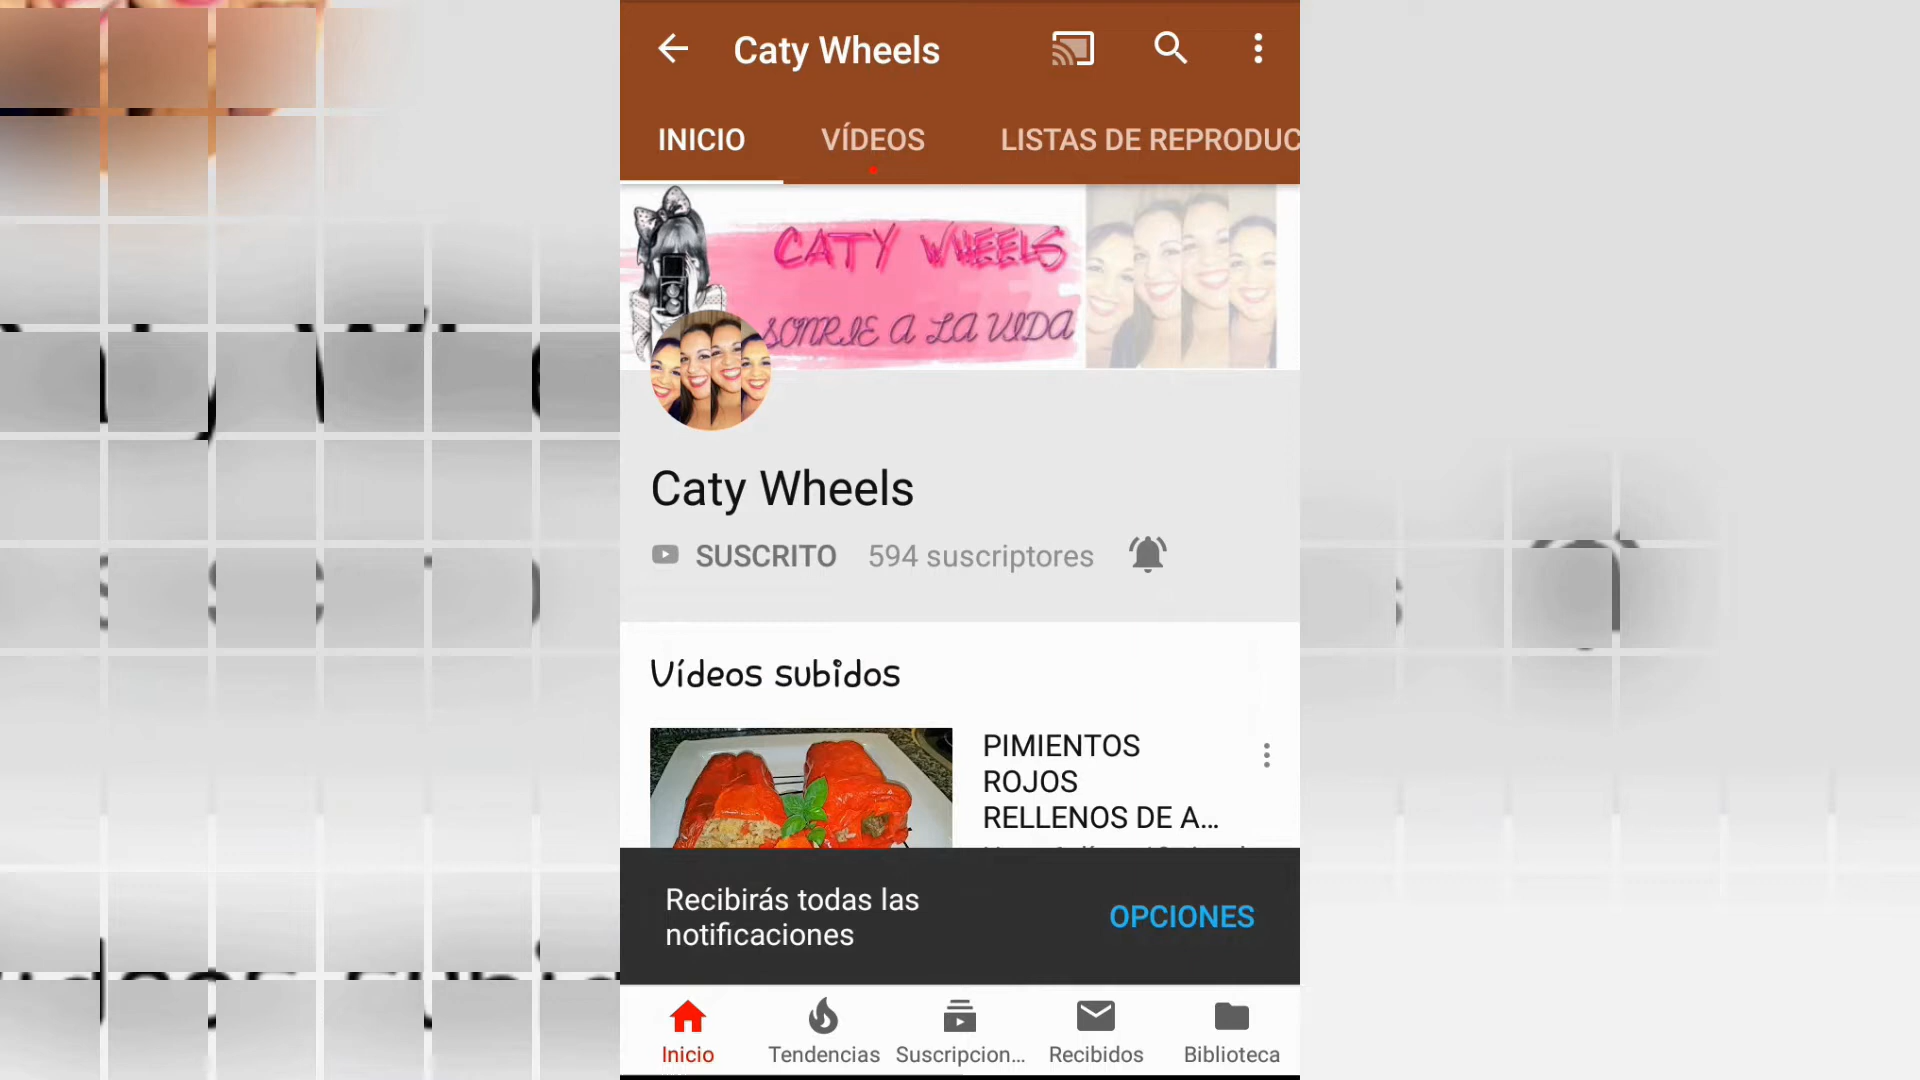 Caty Wheels
INICIO VÍDEOS LISTAS DE REPRODUC
CATY WHEELS
SONRIE A LA VIDA
Caty Wheels
SUSCRITO 594 suscriptores
Vídeos subidos
PIMIENTOS
ROJOS
RELLENOS DE A...
Recibirás todas las
notificaciones
OPCIONES
Inicio Tendencias Suscripcion... Recibidos Biblioteca